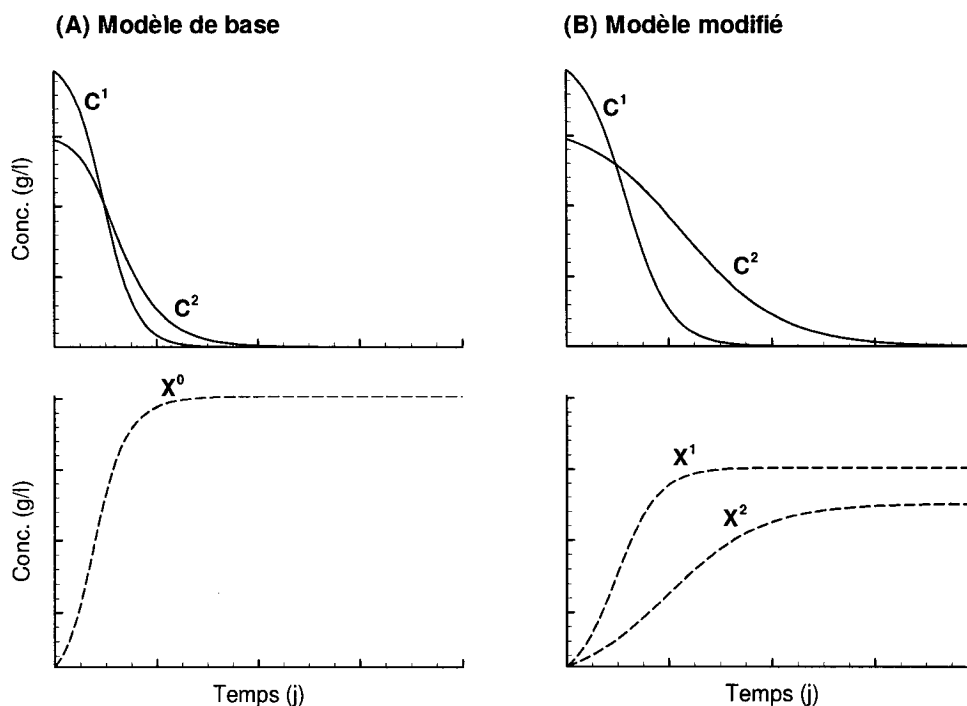 (A) Modèle de base
(B) Modèle modifié
C¹
C²
Conc. (g/l)
C¹
C²
X⁰
Conc. (g/l)
Temps (j)
X¹
X²
Temps (j)